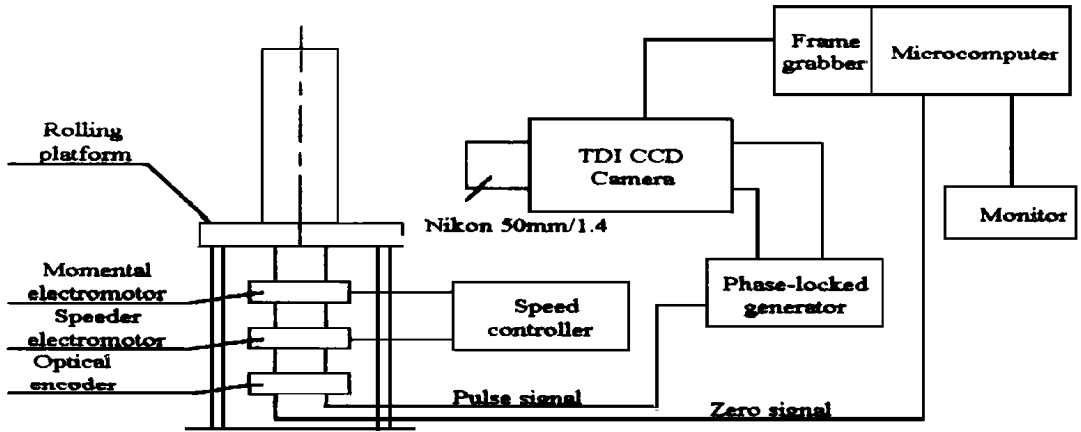 Frame
grabber
Microcomputer
Rolling
platform
TDI CCD
Camera
Nikon 50mm/1.4
Monitor
Momental
electromotor
Speeder
electromotor
Optical
encoder
Speed
controller
Phase-locked
generator
Pulse signal
Zero signal